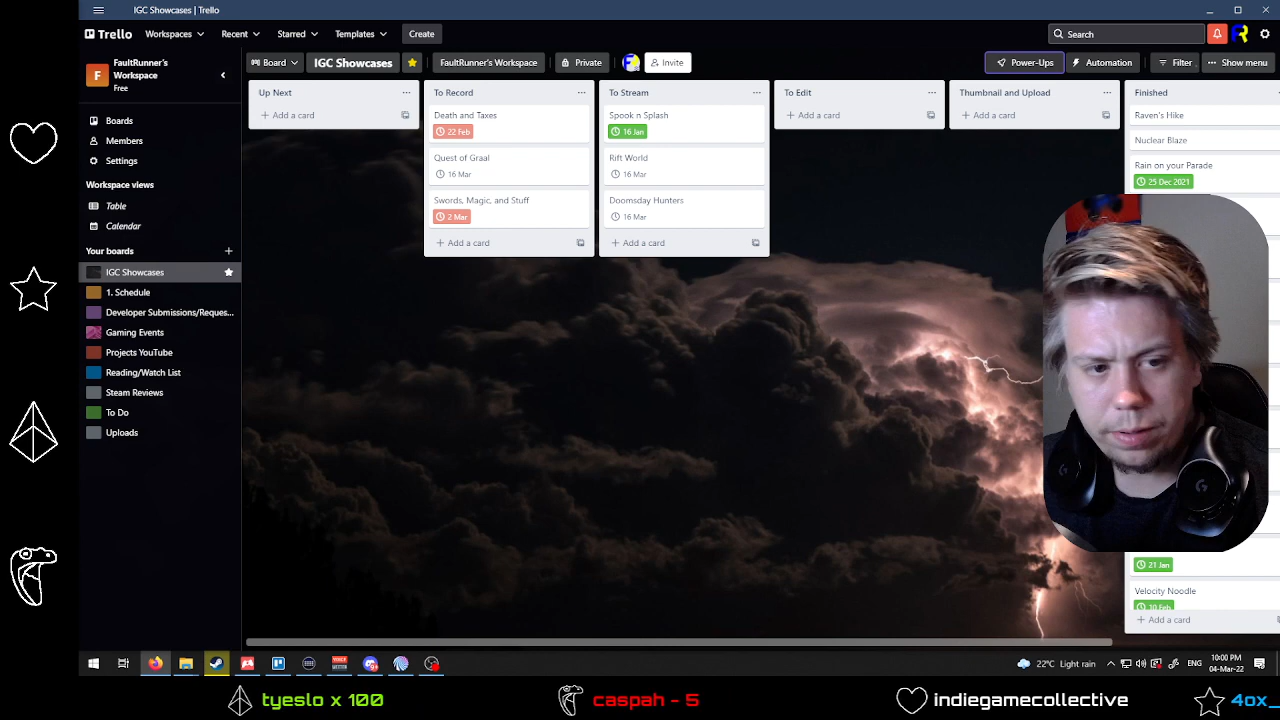 IGC Showcases | Trello
Trello
Workspaces
Recent
Starred
Templates
Create
Search
FaultRunner's
Workspace
Free
Board
IGC Showcases
FaultRunner's Workspace
Private
Invite
Power-Ups
Automation
Filter
Show menu
F
Boards
Members
Settings
Workspace views
Table
Calendar
Your boards
IGC Showcases
1. Schedule
Developer Submissions/Reques...
Gaming Events
Projects YouTube
Reading/Watch List
Steam Reviews
To Do
Uploads
Up Next
Add a card
To Record
Death and Taxes
22 Feb
Quest of Graal
16 Mar
Swords, Magic, and Stuff
2 Mar
Add a card
To Stream
Spook n Splash
16 Jan
Rift World
16 Mar
Doomsday Hunters
16 Mar
Add a card
To Edit
Add a card
Thumbnail and Upload
Add a card
Finished
Raven's Hike
Nuclear Blaze
Rain on your Parade
25 Dec 2021
21 Jan
Velocity Noodle
10 Feb
Add a card
22°C Light rain
ENG
10:00 PM
04-Mar-22
tyeslo x 100
caspah - 5
indiegamecollective
4ox_